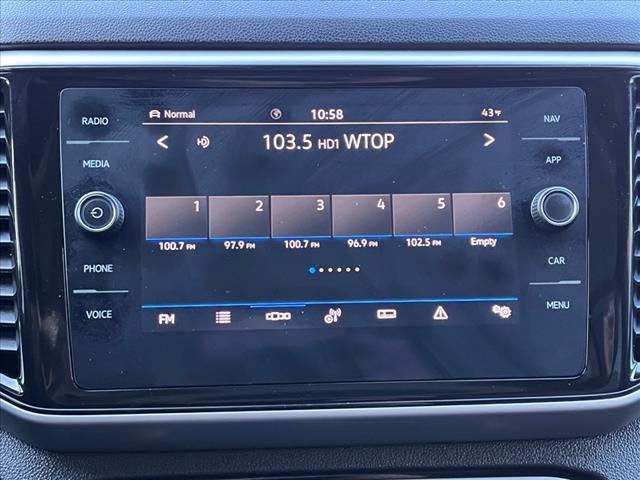 RADIO
MEDIA
PHONE
VOICE
Normal 10:58 43°F
103.5 HD1 WTOP
1 2 3 4 5 6
100.7 FM 97.9 FM 100.7 FM 96.9 FM 102.5 FM Empty
FM
NAV
APP
CAR
MENU